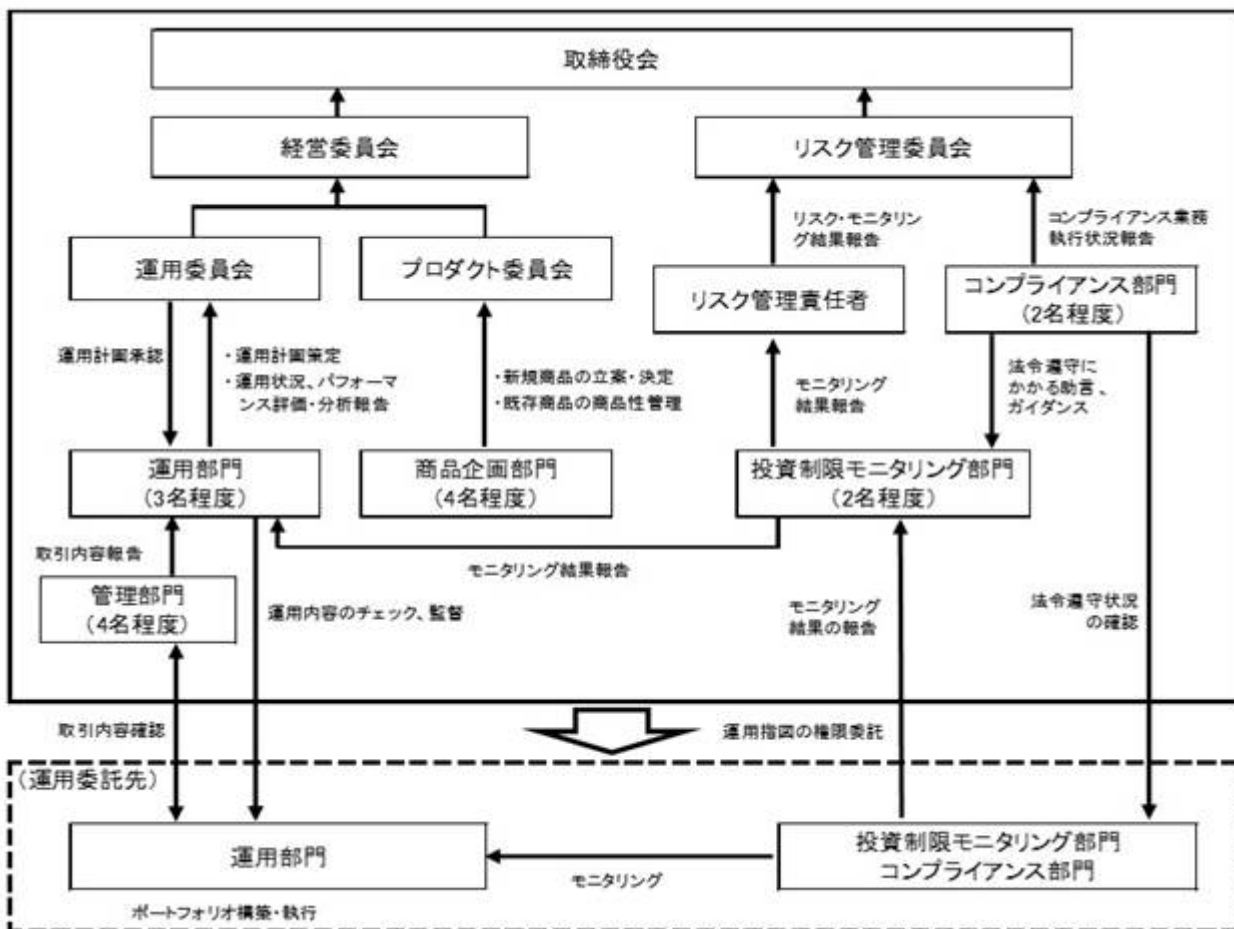 取締役会
経営委員会
リスク管理委員会
リスク・モニタリン
グ結果報告
コンプライアンス業務
執行状況報告
運用委員会
プロダクト委員会
リスク管理責任者
コンプライアンス部門
(2名程度)
運用計画承認
・運用計画策定
・運用状況、パフォーマ
ンス評価・分析報告
・新規商品の立案・決定
・既存商品の商品性管理
モニタリング
結果報告
法令遵守に
かかる助言、
ガイダンス
運用部門
(3名程度)
商品企画部門
(4名程度)
投資制限モニタリング部門
(2名程度)
取引内容報告
モニタリング結果報告
管理部門
(4名程度)
運用内容のチェック、監督
モニタリング
結果の報告
法令遵守状況
の確認
取引内容確認
運用指図の権限委託
(運用委託先)
運用部門
投資制限モニタリング部門
コンプライアンス部門
モニタリング
ポートフォリオ構築・執行